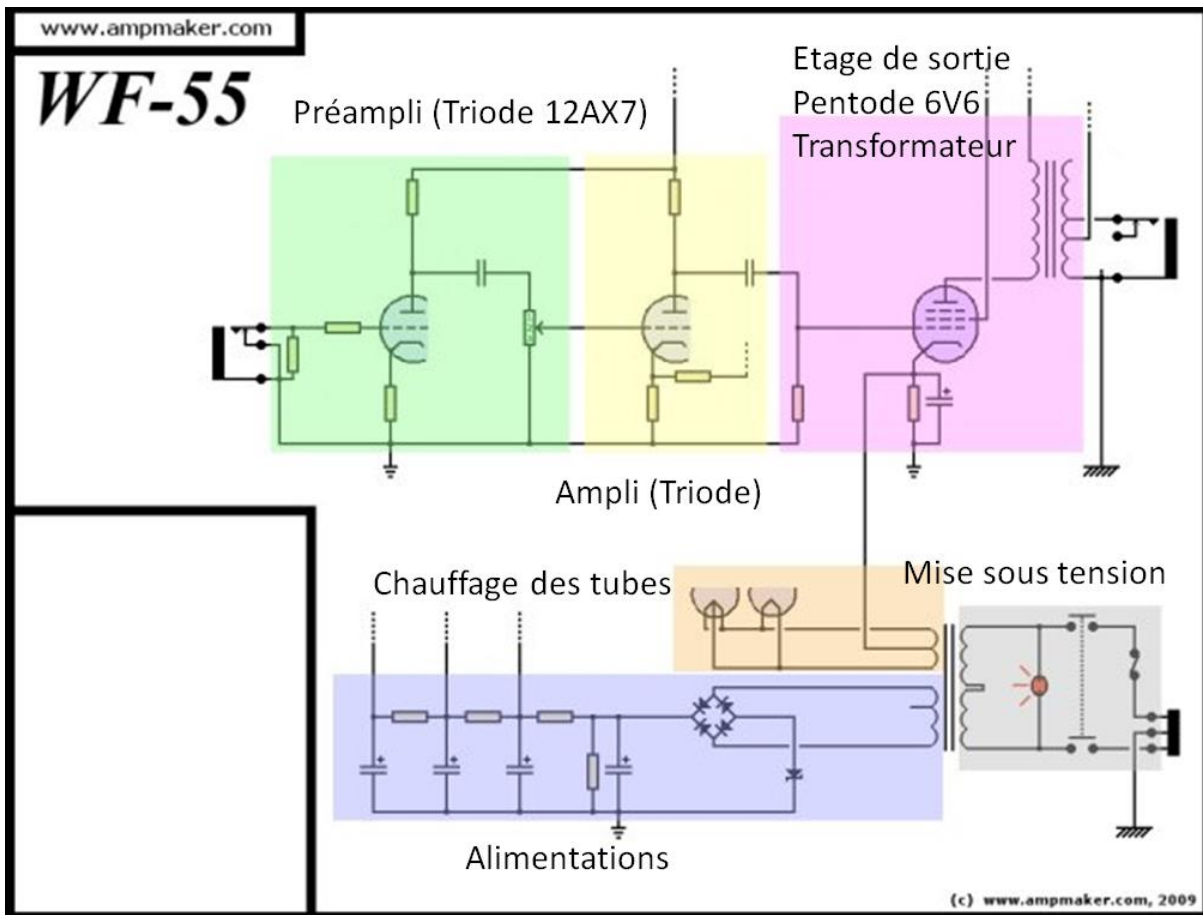 www.ampmaker.com
WF-55
Préampli (Triode 12AX7)
Etage de sortie
Pentode 6V6
Transformateur
Ampli (Triode)
Chauffage des tubes
Mise sous tension
Alimentations
(c) www.ampmaker.com, 2009